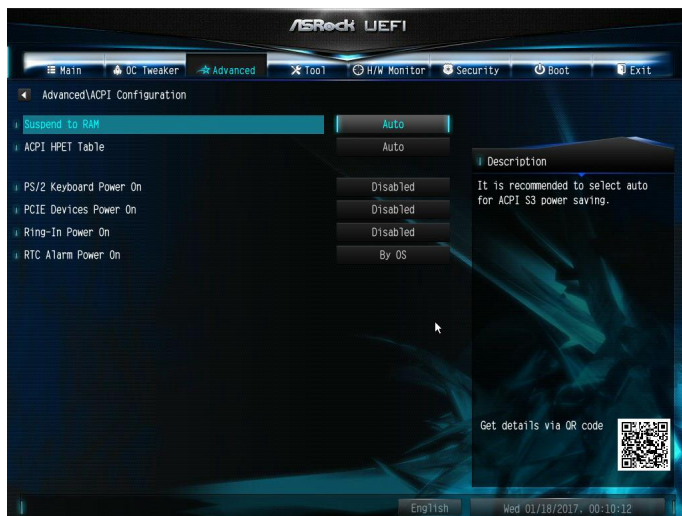 ASRock UEFI
Main OC Tweaker Advanced Tool H/W Monitor Security Boot Exit
Advanced\ACPI Configuration
Suspend to RAM Auto
ACPI HPET Table Auto
PS/2 Keyboard Power On Disabled
PCIE Devices Power On Disabled
Ring-In Power On Disabled
RTC Alarm Power On By OS
Description
It is recommended to select auto
for ACPI S3 power saving.
Get details via QR code
English Wed 01/18/2017. 00:10:12